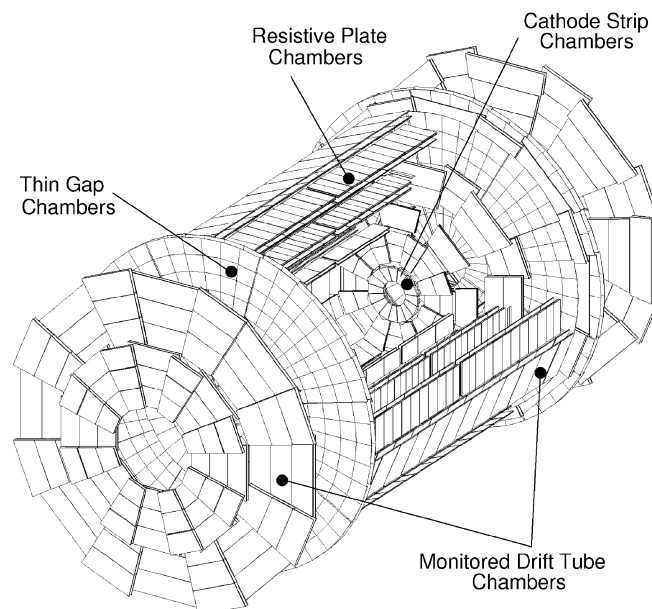 Cathode Strip
Chambers
Resistive Plate
Chambers
Thin Gap
Chambers
Monitored Drift Tube
Chambers